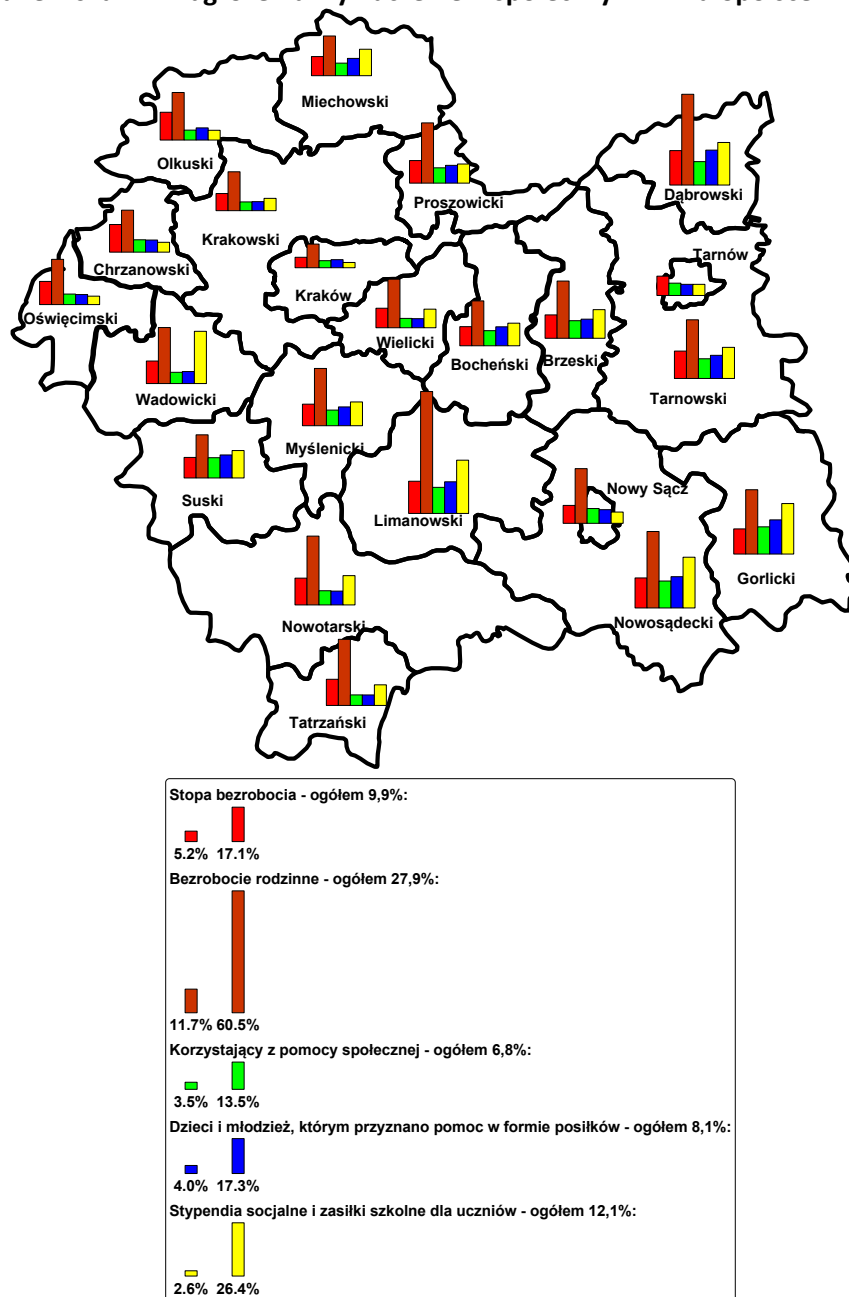 Miechowski
Olkuski
Proszowicki
Dąbrowski
Krakowski
Tarnów
Chrzanowski
Kraków
Oświęcimski
Wielicki
Bocheński
Brzeski
Wadowicki
Tarnowski
Myślenicki
Nowy Sącz
Suski
Limanowski
Gorlicki
Nowotarski
Nowosądecki
Tatrzański
Stopa bezrobocia - ogółem 9,9%:
5.2% 17.1%
Bezrobocie rodzinne - ogółem 27,9%:
11.7% 60.5%
Korzystający z pomocy społecznej - ogółem 6,8%:
3.5% 13.5%
Dzieci i młodzież, którym przyznano pomoc w formie posiłków - ogółem 8,1%:
4.0% 17.3%
Stypendia socjalne i zasiłki szkolne dla uczniów - ogółem 12,1%:
2.6% 26.4%